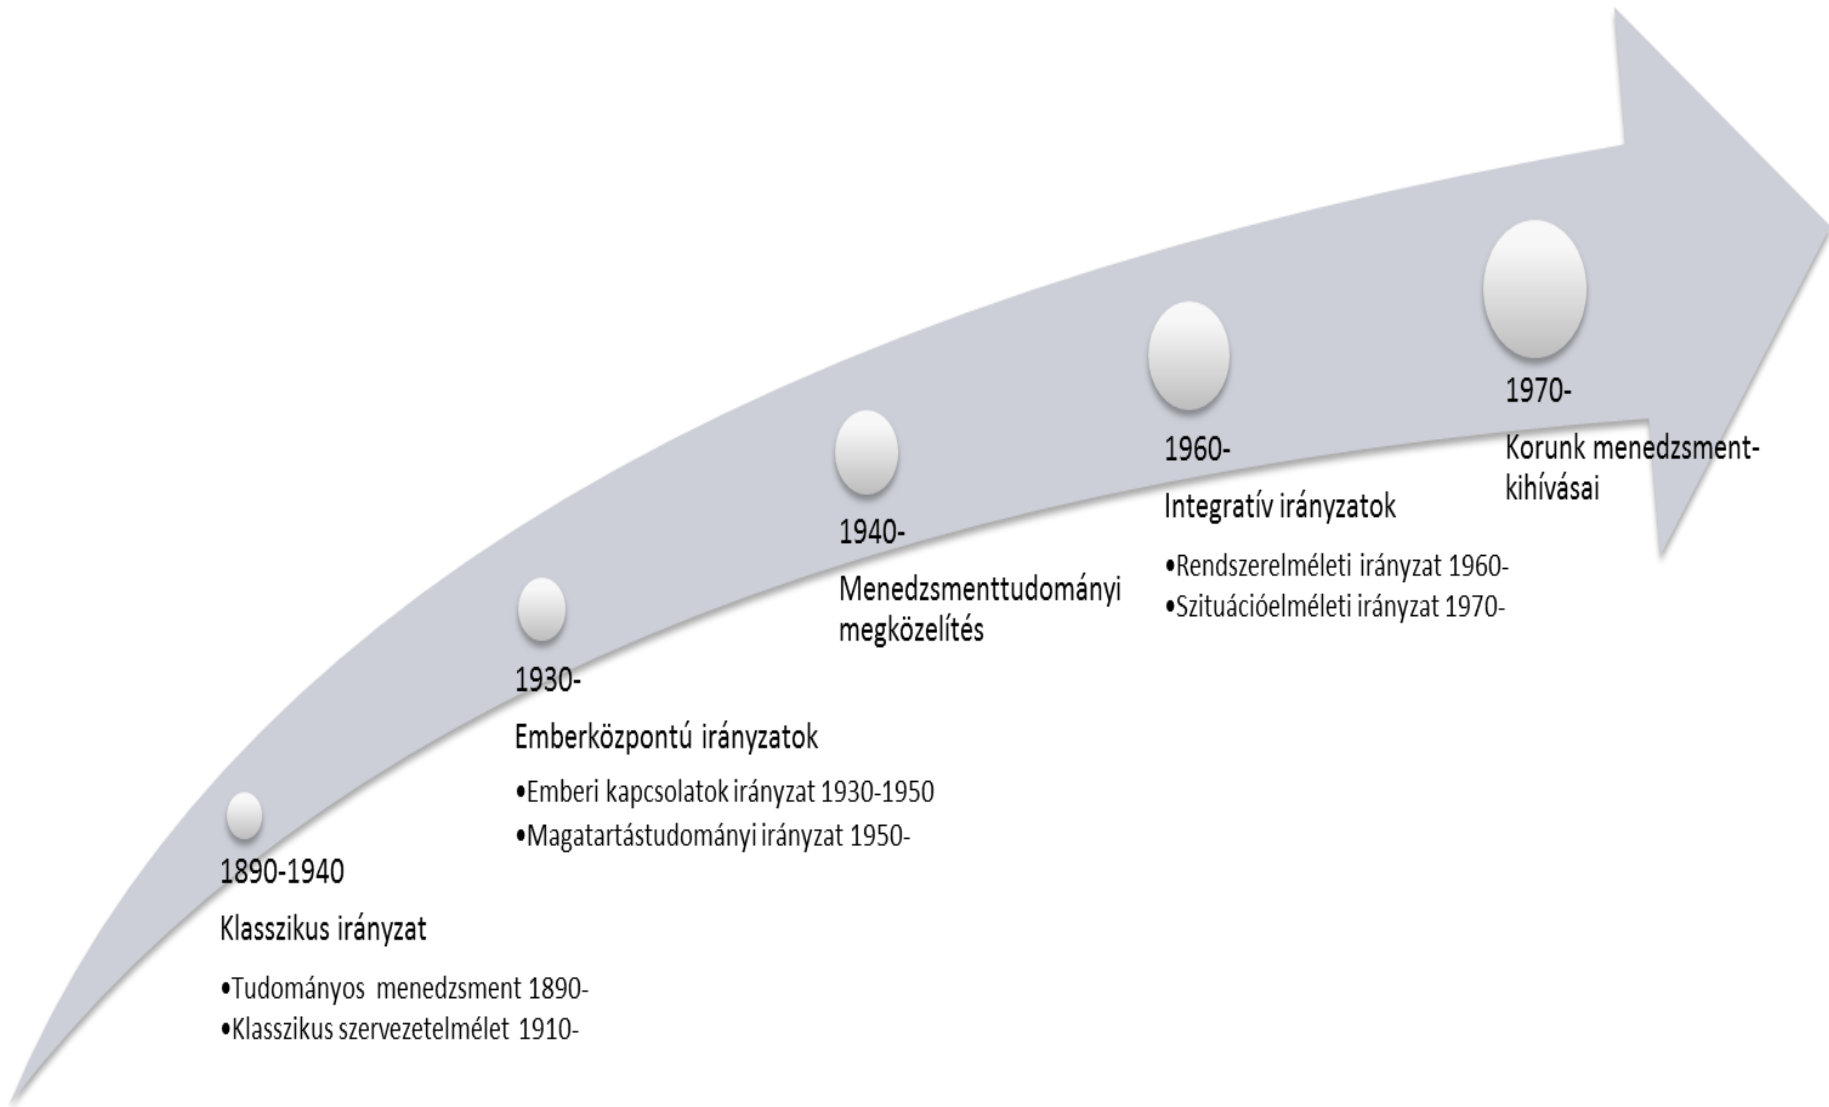 1890-1940
Klasszikus irányzat
•Tudományos menedzsment 1890-
•Klasszikus szervezetelmélet 1910-
1930-
Emberközpontú irányzatok
•Emberi kapcsolatok irányzat 1930-1950
•Magatartástudományi irányzat 1950-
1940-
Menedzsmenttudományi
megközelítés
1960-
Integratív irányzatok
•Rendszerelméleti irányzat 1960-
•Szituációelméleti irányzat 1970-
1970-
Korunk menedzsment-
kihívásai